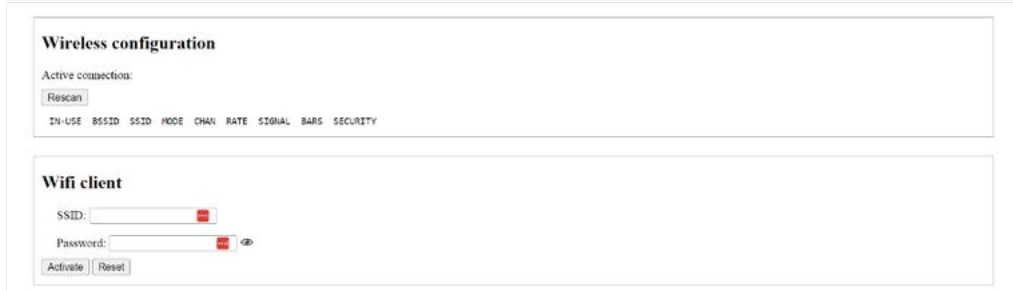 Wireless configuration
Active connection:
Rescan
IN-USE BSSID SSID MODE CHAN RATE SIGNAL BARS SECURITY
Wifi client
SSID:
Password:
Activate Reset